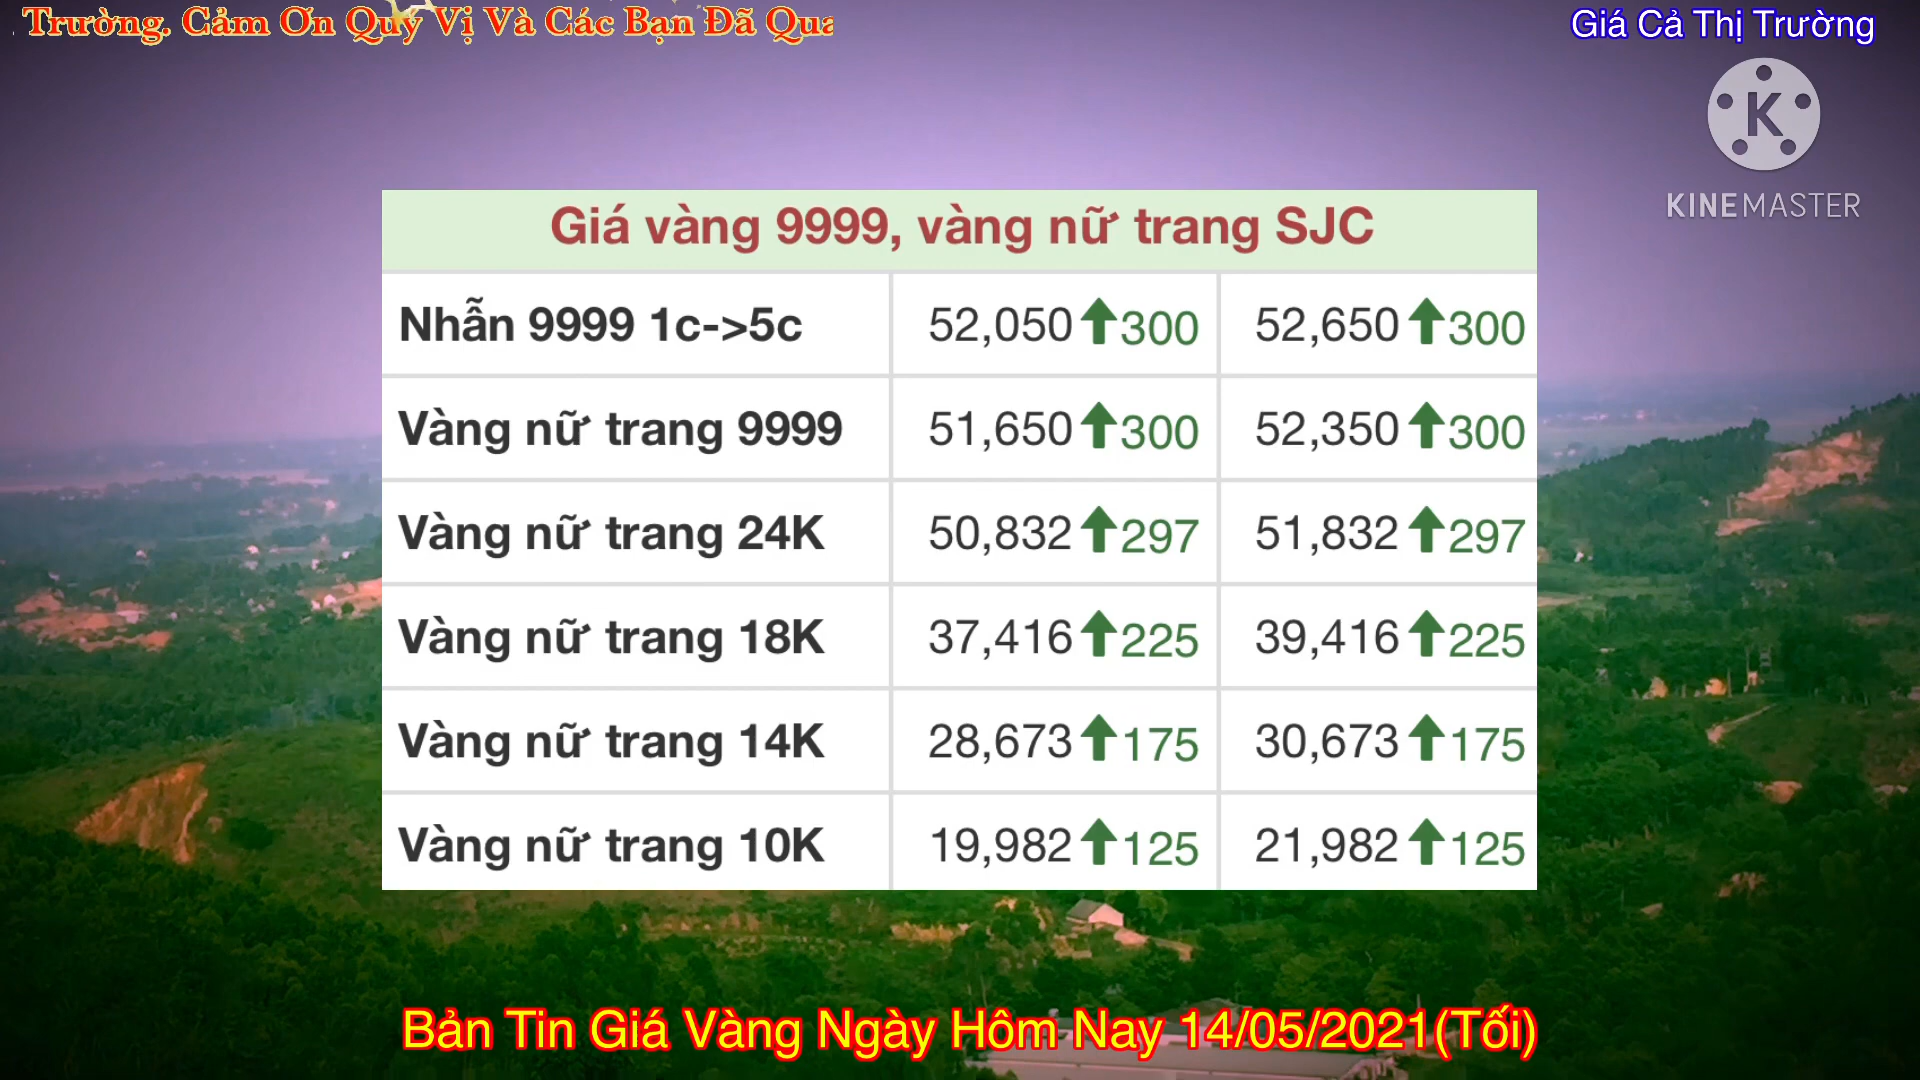 Trường. Cảm Ơn Quý Vị Và Các Bạn Đã Qua
Giá Cả Thị Trường
K
KINEMASTER
Giá vàng 9999, vàng nữ trang SJC
Nhẫn 9999 1c->5c 52,050 300 52,650 300
Vàng nữ trang 9999 51,650 300 52,350 300
Vàng nữ trang 24K 50,832 297 51,832 297
Vàng nữ trang 18K 37,416 225 39,416 225
Vàng nữ trang 14K 28,673 175 30,673 175
Vàng nữ trang 10K 19,982 125 21,982 125
Bản Tin Giá Vàng Ngày Hôm Nay 14/05/2021(Tối)